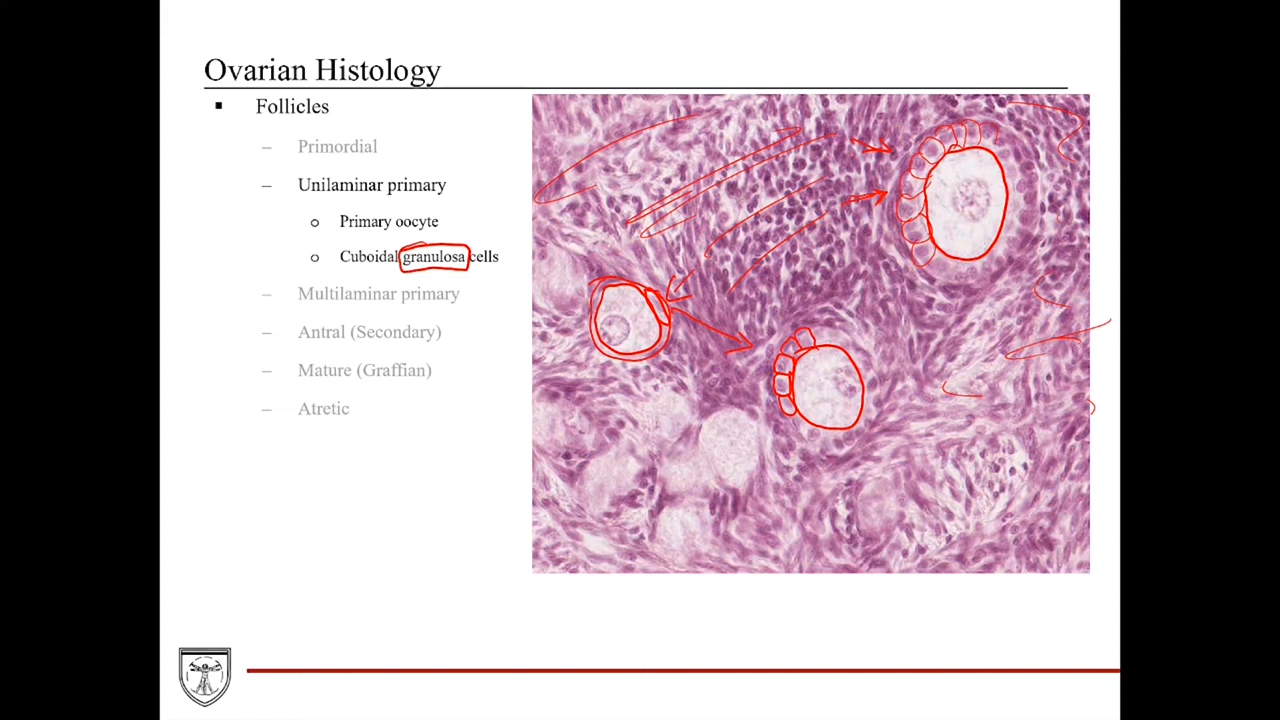 Ovarian Histology
▪ Follicles
– Primordial
– Unilaminar primary
o Primary oocyte
o Cuboidal granulosa cells
– Multilaminar primary
– Antral (Secondary)
– Mature (Graffian)
– Atretic